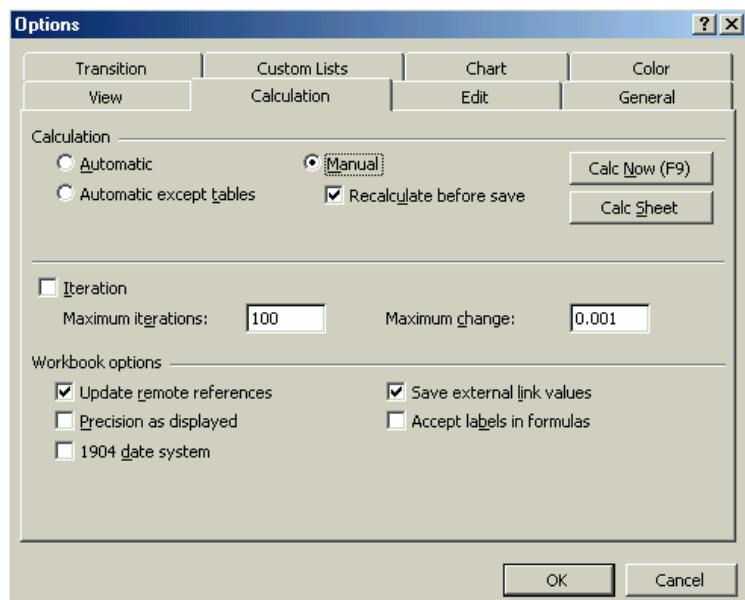 Options
Transition Custom Lists Chart Color
View Calculation Edit General
Calculation
Automatic Manual Calc Now (F9)
Automatic except tables Recalculate before save Calc Sheet
Iteration
Maximum iterations: 100 Maximum change: 0.001
Workbook options
Update remote references Save external link values
Precision as displayed Accept labels in formulas
1904 date system
OK Cancel